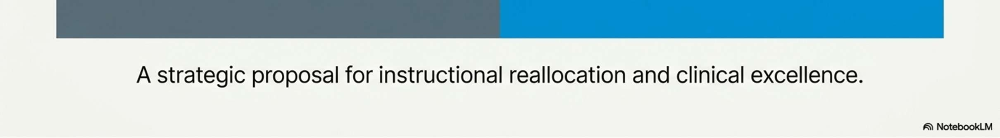 A strategic proposal for instructional reallocation and clinical excellence.
NotebookLM